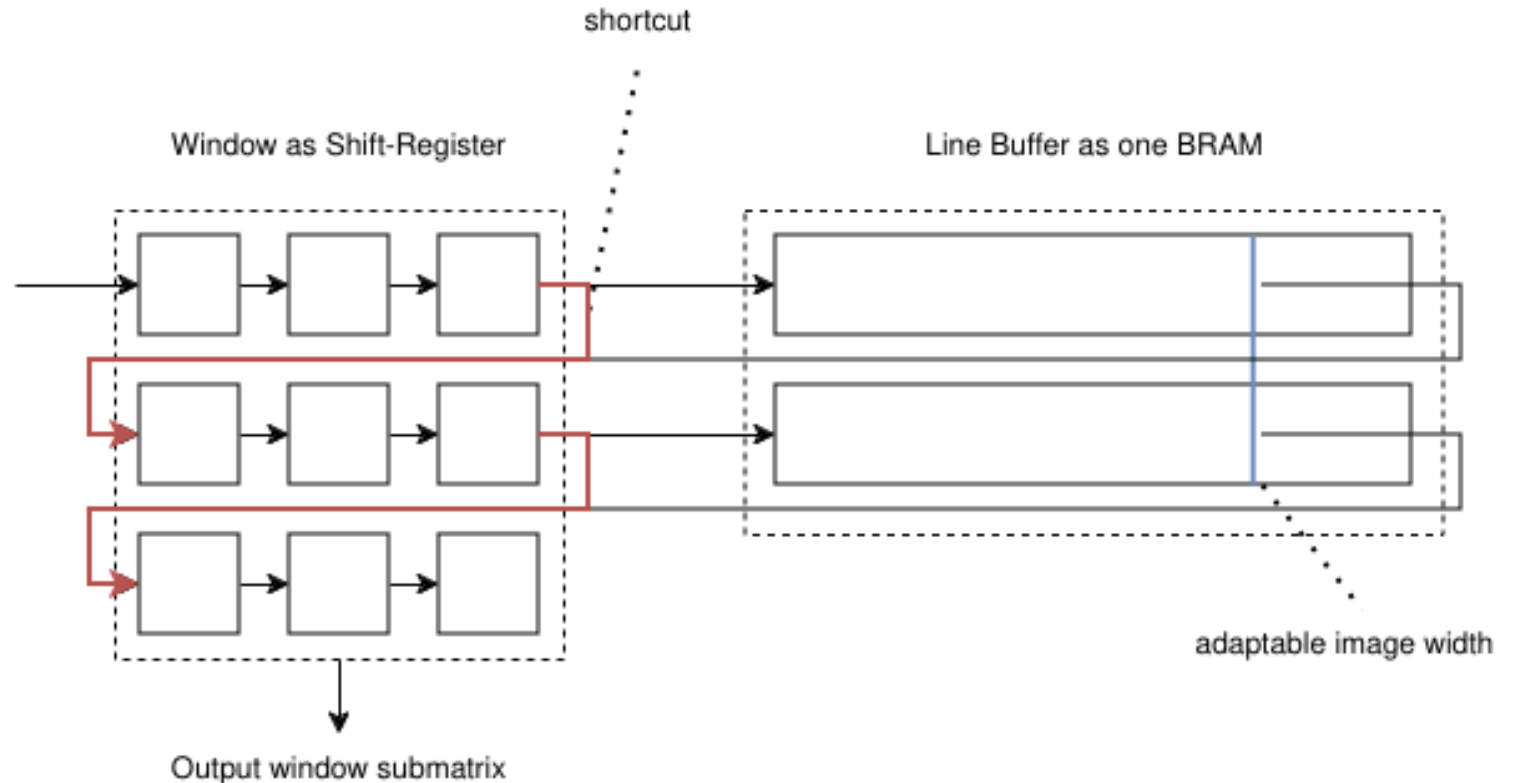 shortcut
Window as Shift-Register
Line Buffer as one BRAM
adaptable image width
Output window submatrix